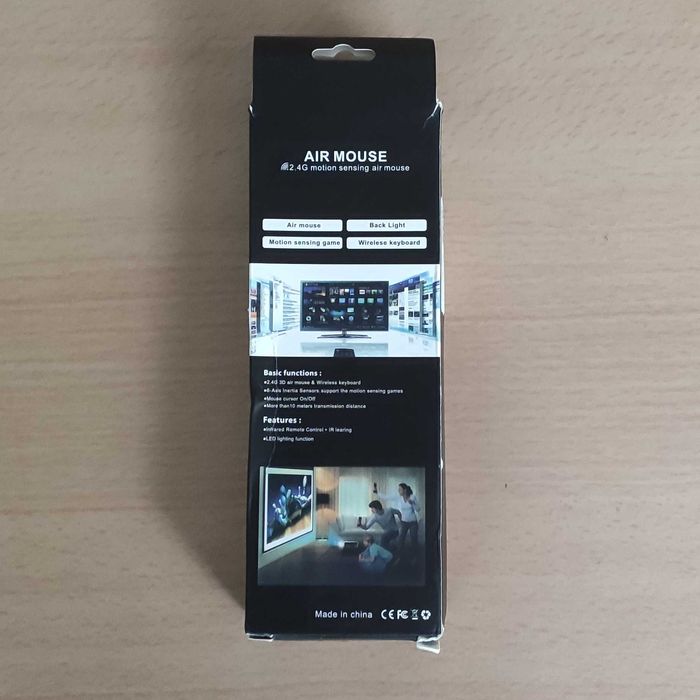 AIR MOUSE
2.4G motion sensing air mouse
Air mouse
Back Light
Motion sensing game
Wireless keyboard
Basic functions :
●2.4G 3D air mouse & Wireless keyboard
●6-Axis Inertia Sensors support the motion sensing games
●Mouse cursor On/Off
●More than10 meters transmission distance
Features :
●Infrared Remote Control + IR learing
●LED lighting function
Made in china CE FC